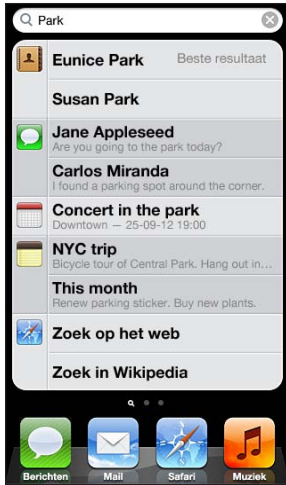 Park
Eunice Park Beste resultaat
Susan Park
Jane Appleseed
Are you going to the park today?
Carlos Miranda
I found a parking spot around the corner.
Concert in the park
Downtown — 25-09-12 19:00
NYC trip
Bicycle tour of Central Park. Hang out in...
This month
Renew parking sticker. Buy new plants.
Zoek op het web
Zoek in Wikipedia
Berichten Mail Safari Muziek